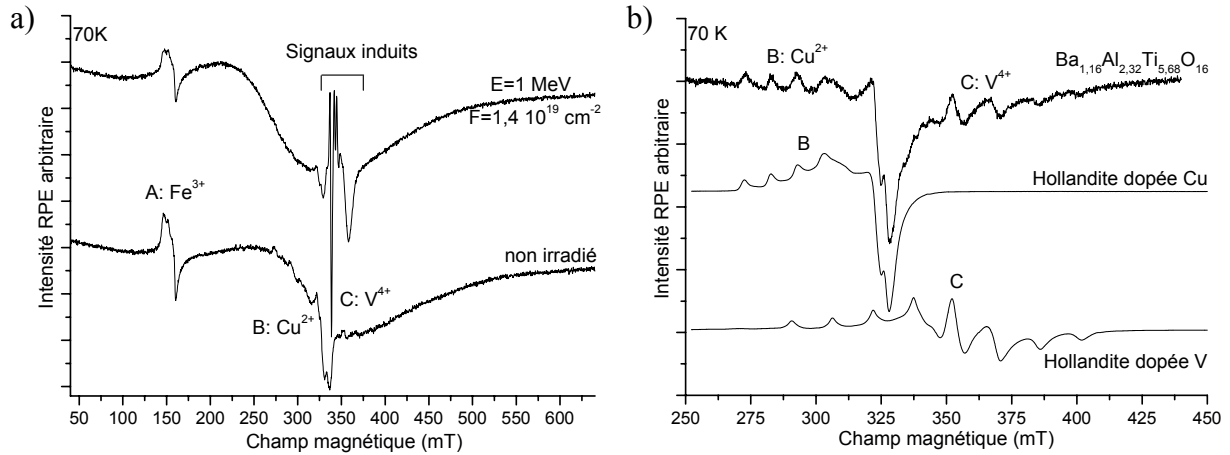 a)
70K
Signaux induits
E=1 MeV
F=1,4 10¹⁹ cm⁻²
A: Fe³⁺
non irradié
B: Cu²⁺
C: V⁴⁺
Intensité RPE arbitraire
50 100 150 200 250 300 350 400 450 500 550 600
Champ magnétique (mT)
b)
70 K
B: Cu²⁺
C: V⁴⁺
Ba₁,₁₆Al₂,₃₂Ti₅,₆₈O₁₆
B
Hollandite dopée Cu
C
Hollandite dopée V
Intensité RPE arbitraire
250 275 300 325 350 375 400 425 450
Champ magnétique (mT)